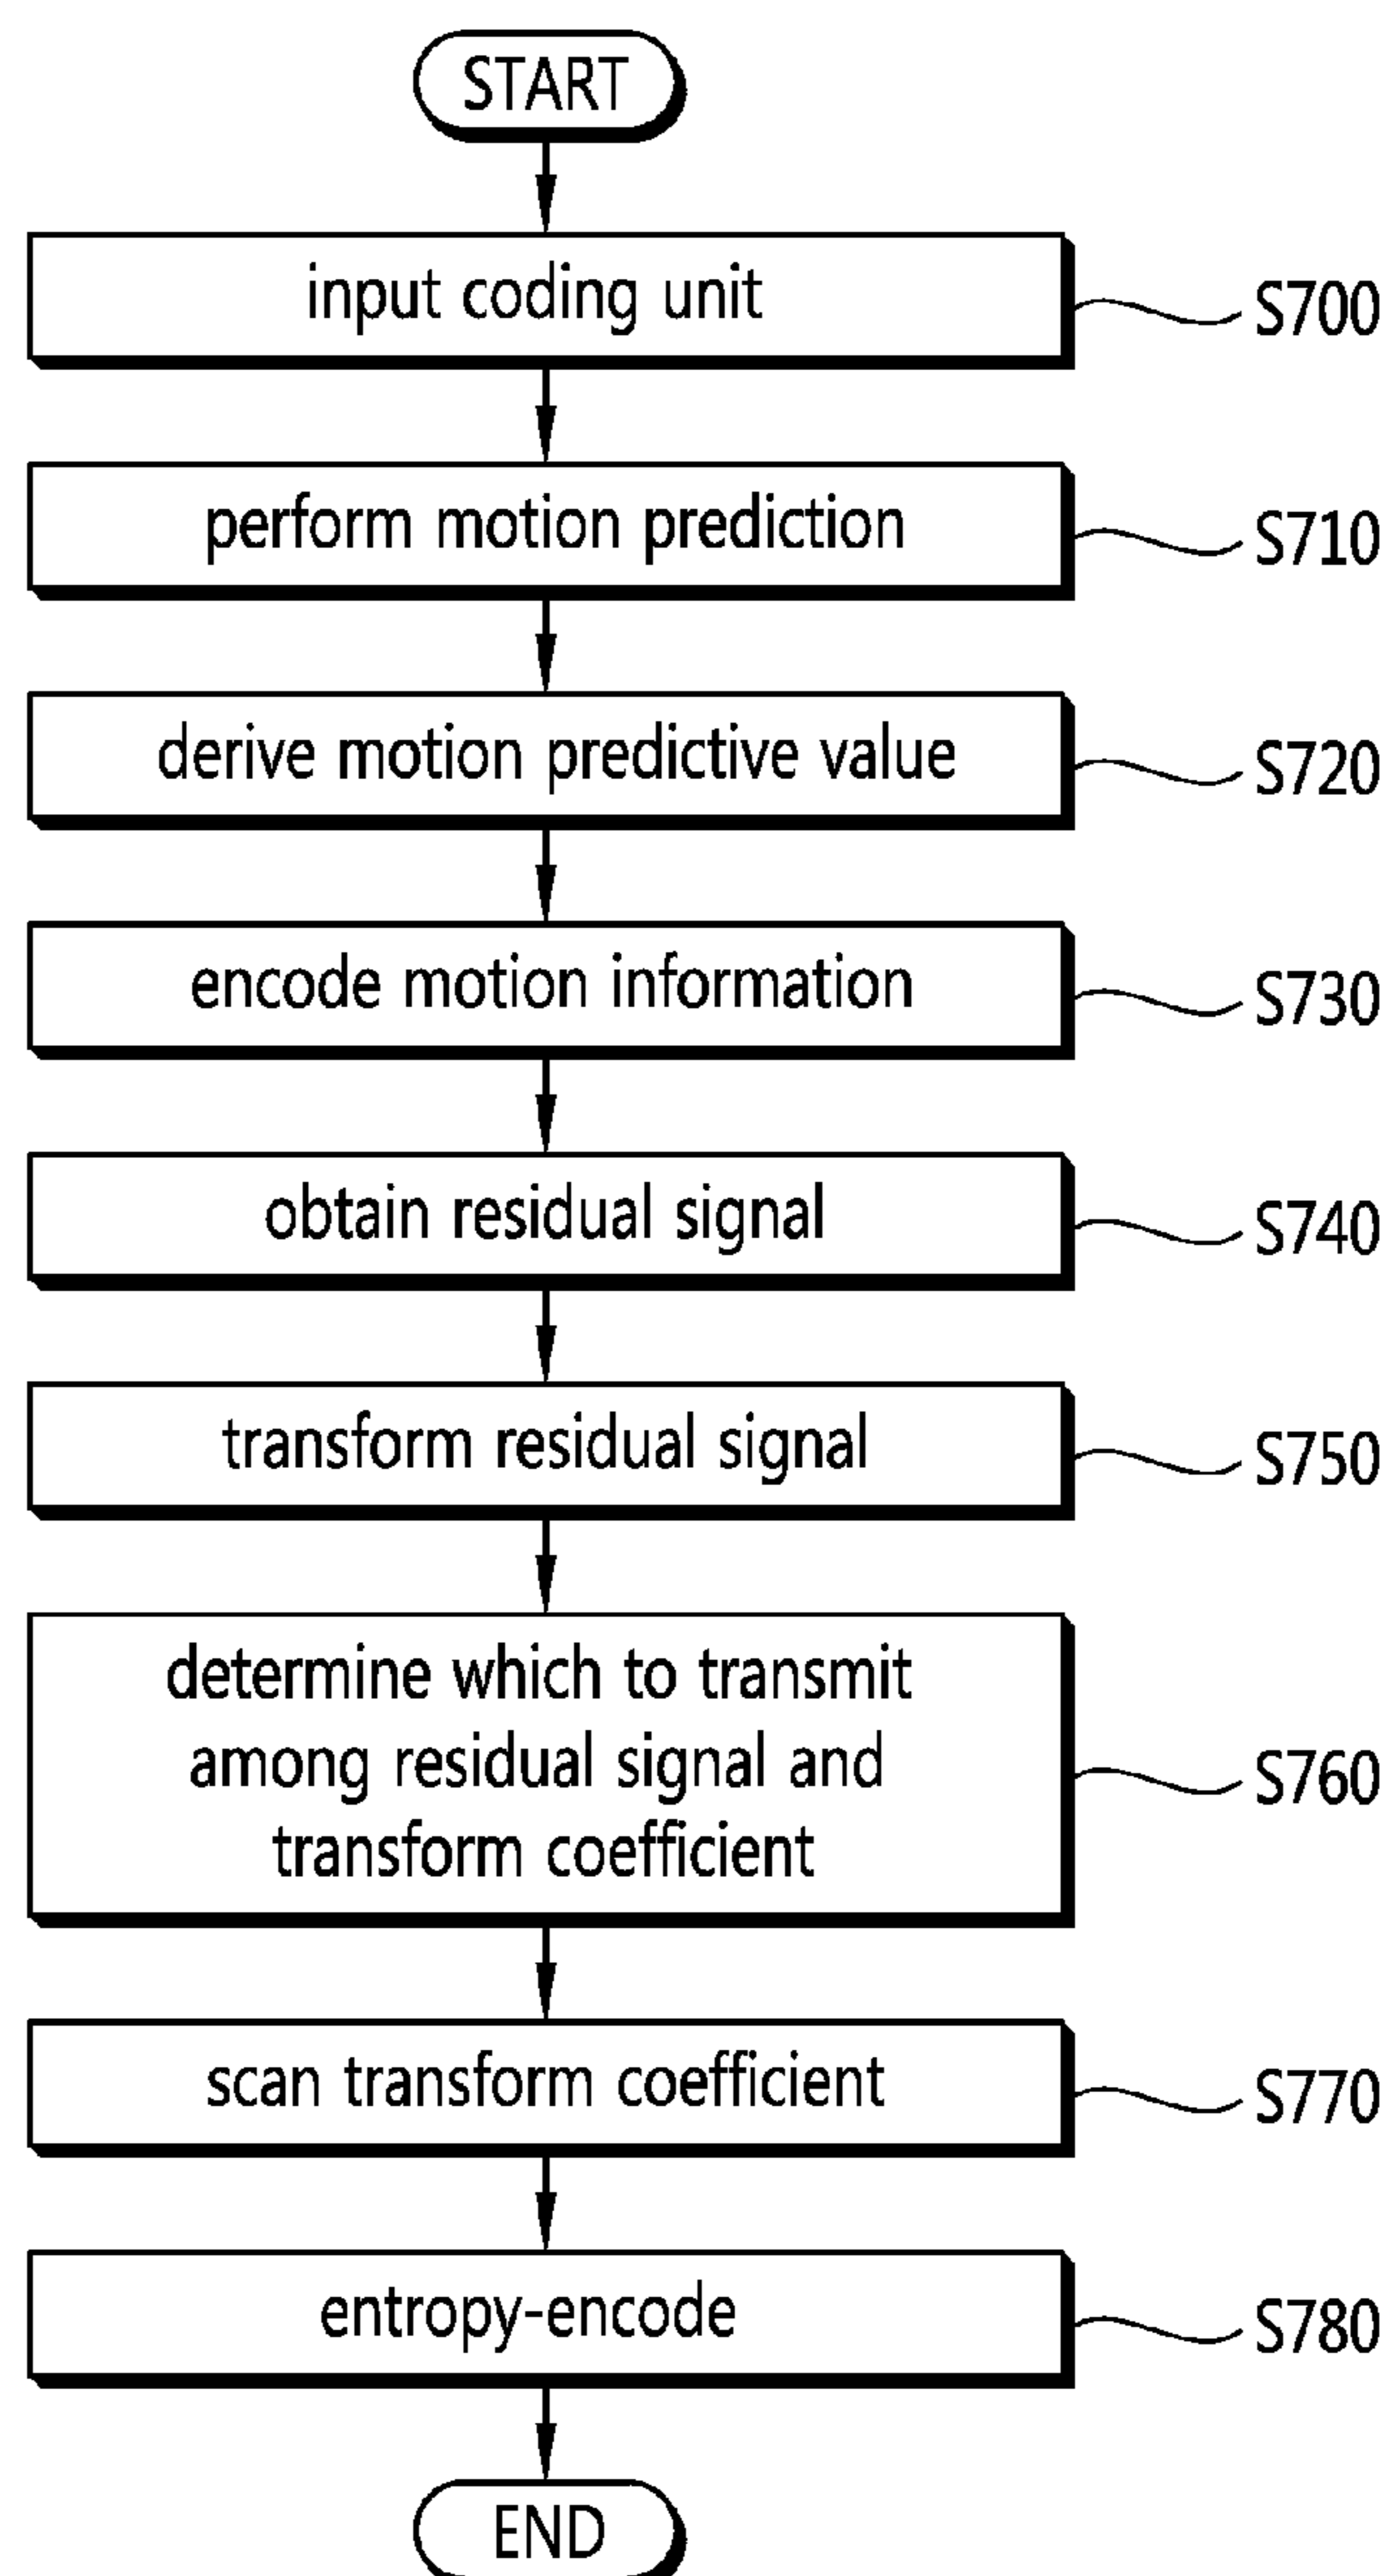 START
input coding unit
S700
perform motion prediction
S710
derive motion predictive value
S720
encode motion information
S730
obtain residual signal
S740
transform residual signal
S750
determine which to transmit
among residual signal and
transform coefficient
S760
scan transform coefficient
S770
entropy-encode
S780
END